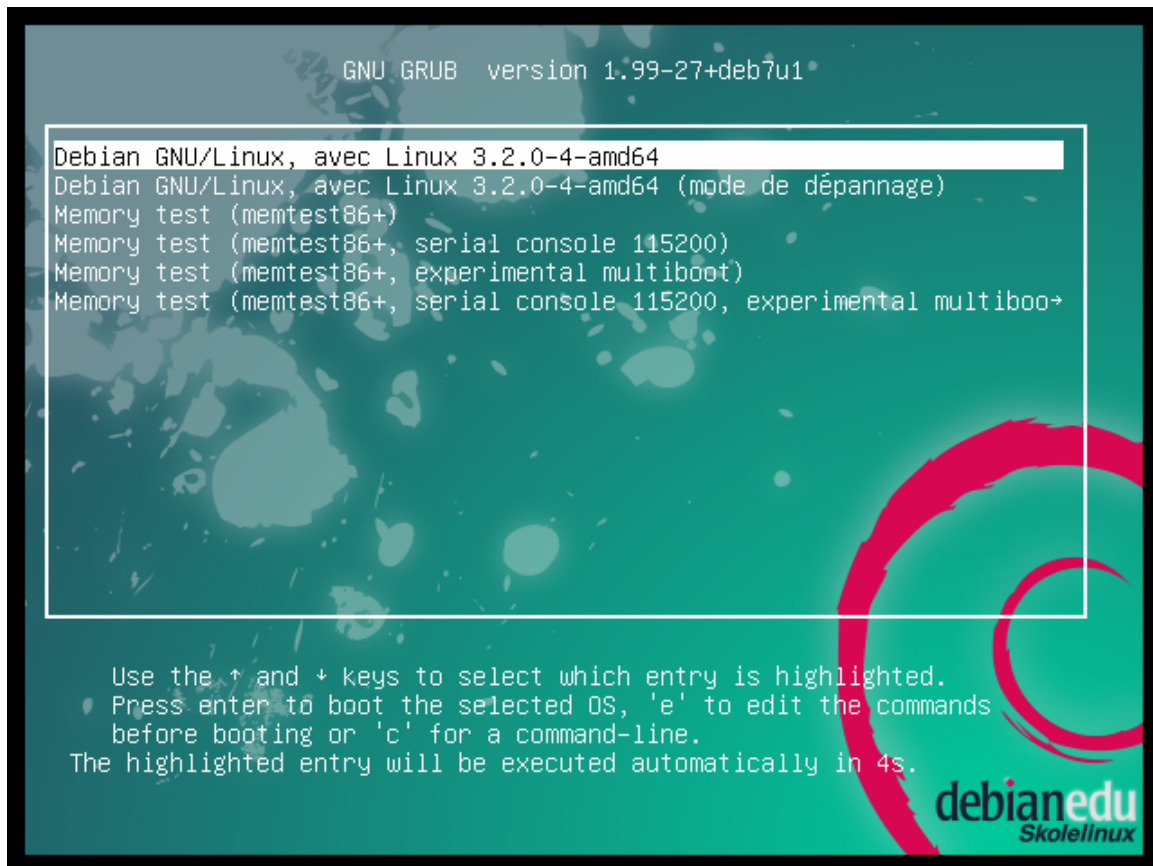 GNU GRUB  version 1.99-27+deb7u1
Debian GNU/Linux, avec Linux 3.2.0-4-amd64
Debian GNU/Linux, avec Linux 3.2.0-4-amd64 (mode de dépannage)
Memory test (memtest86+)
Memory test (memtest86+, serial console 115200)
Memory test (memtest86+, experimental multiboot)
Memory test (memtest86+, serial console 115200, experimental multiboo→
Use the ↑ and ↓ keys to select which entry is highlighted.
Press enter to boot the selected OS, 'e' to edit the commands
before booting or 'c' for a command-line.
The highlighted entry will be executed automatically in 4s.
debianedu
Skolelinux